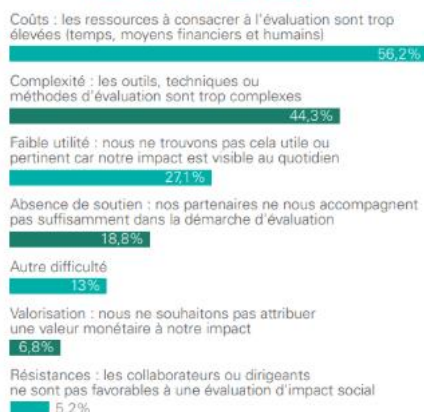 Coûts : les ressources à consacrer à l'évaluation sont trop
élevées (temps, moyens financiers et humains)
56,2%
Complexité : les outils, techniques ou
méthodes d'évaluation sont trop complexes
44,3%
Faible utilité : nous ne trouvons pas cela utile ou
pertinent car notre impact est visible au quotidien
27,1%
Absence de soutien : nos partenaires ne nous accompagnent
pas suffisamment dans la démarche d'évaluation
18,8%
Autre difficulté
13%
Valorisation : nous ne souhaitons pas attribuer
une valeur monétaire à notre impact
6,8%
Résistances : les collaborateurs ou dirigeants
ne sont pas favorables à une évaluation d'impact social
5,2%